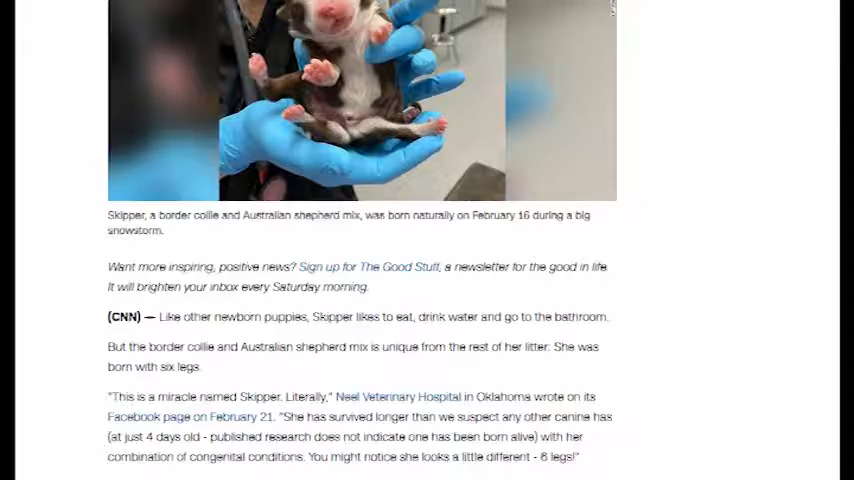 Skipper, a border collie and Australian shepherd mix, was born naturally on February 16 during a big
snowstorm.
Want more inspiring, positive news? Sign up for The Good Stuff, a newsletter for the good in life.
It will brighten your inbox every Saturday morning.
(CNN) — Like other newborn puppies, Skipper likes to eat, drink water and go to the bathroom.
But the border collie and Australian shepherd mix is unique from the rest of her litter: She was
born with six legs.
"This is a miracle named Skipper. Literally," Neel Veterinary Hospital in Oklahoma wrote on its
Facebook page on February 21. "She has survived longer than we suspect any other canine has
(at just 4 days old - published research does not indicate one has been born alive) with her
combination of congenital conditions. You might notice she looks a little different - 6 legs!"